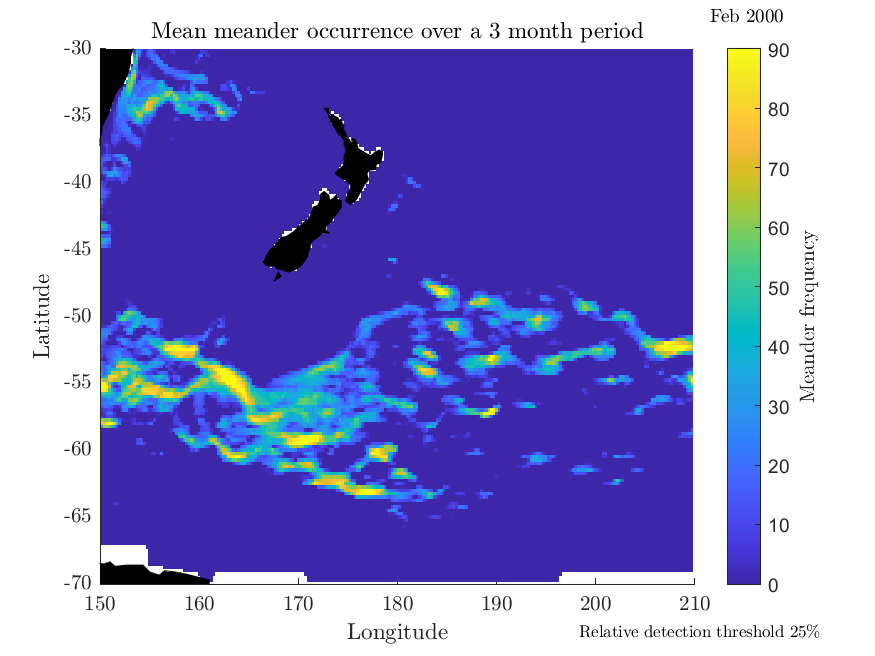 Feb 2000
Mean meander occurrence over a 3 month period
-30
-35
-40
-45
-50
-55
-60
-65
-70
Latitude
150 160 170 180 190 200 210
Longitude
90
80
70
60
50
40
30
20
10
0
Meander frequency
Relative detection threshold 25%